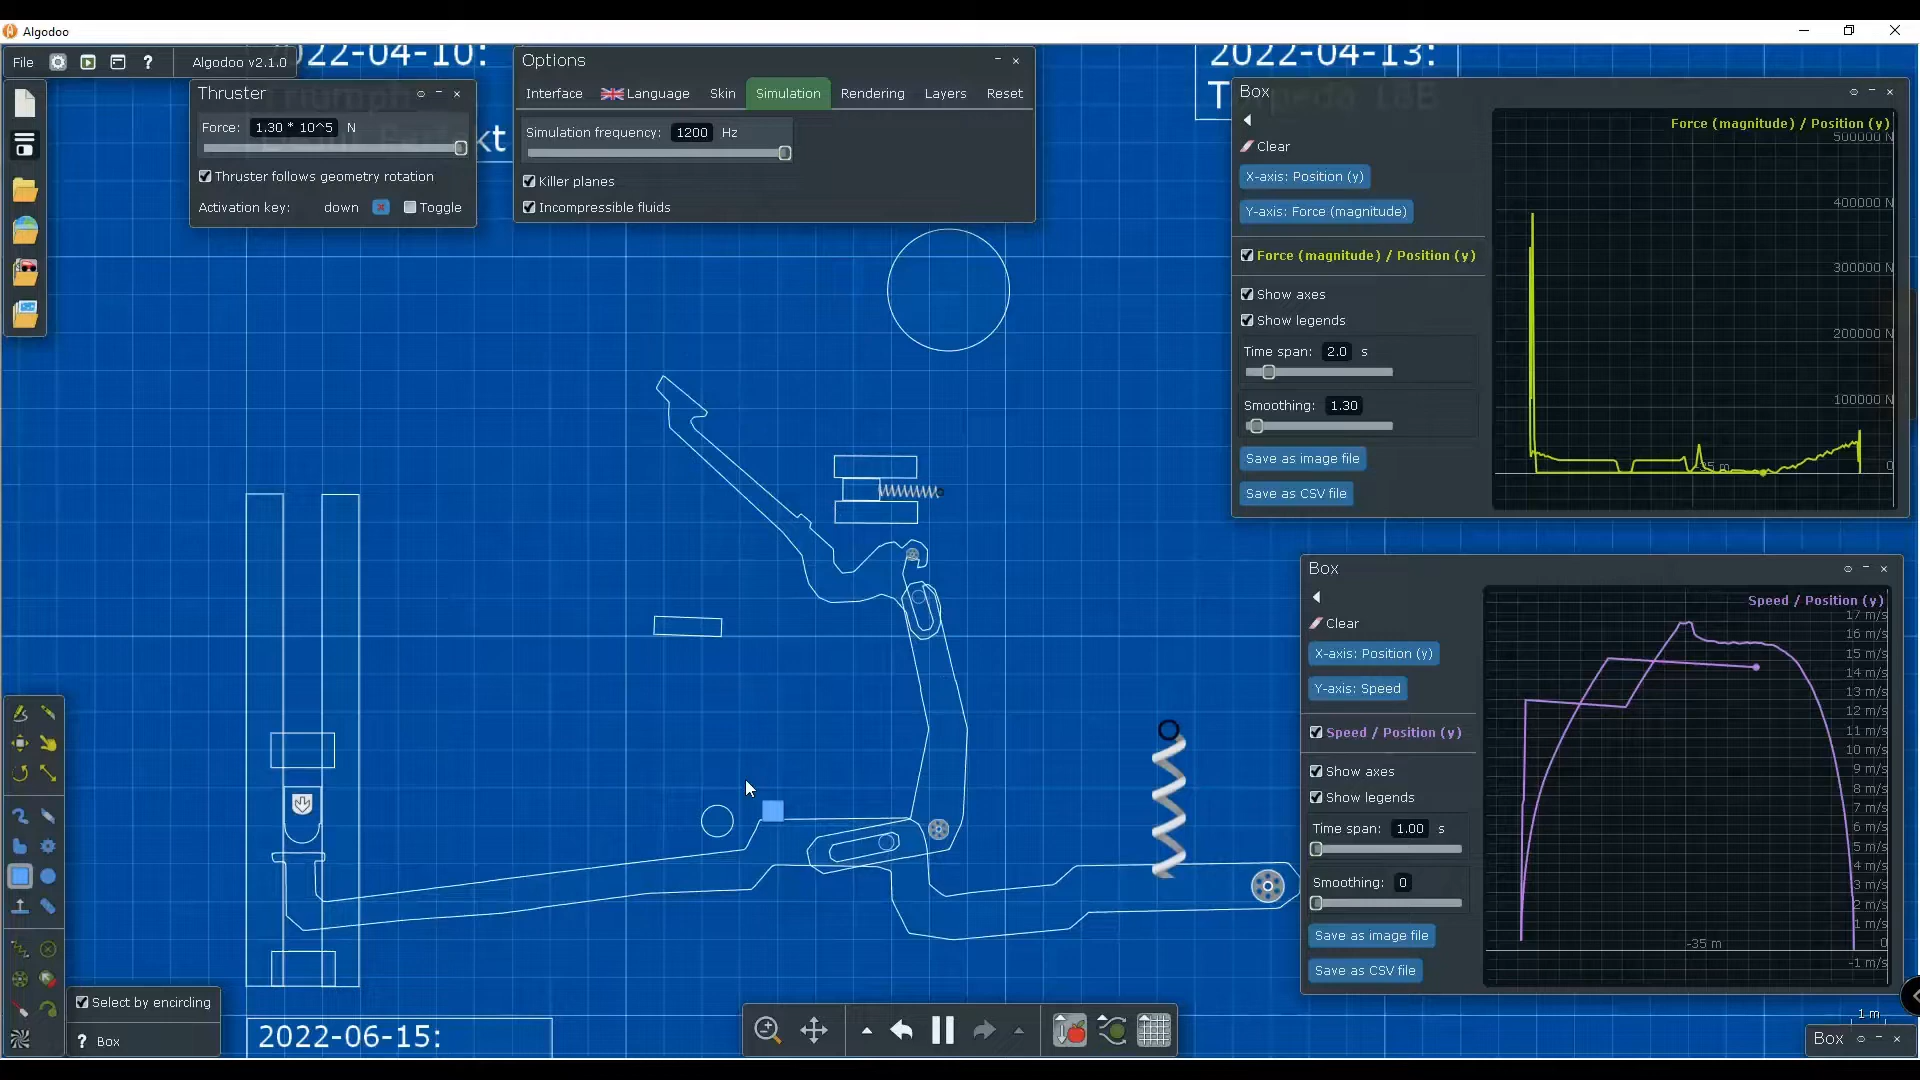 Algodoo
File
?
Algodoo v2.1.0
2022-04-10:
kt
Thruster
Force: 1.30 * 10^5 N
Thruster follows geometry rotation
Activation key: down
Toggle
Options
Interface
Language
Skin
Simulation
Rendering
Layers
Reset
Simulation frequency: 1200 Hz
Killer planes
Incompressible fluids
2022-04-13:
Box
Clear
X-axis: Position (y)
Y-axis: Force (magnitude)
Force (magnitude) / Position (y)
Show axes
Show legends
Time span: 2.0 s
Smoothing: 1.30
Save as image file
Save as CSV file
Force (magnitude) / Position (y)
500000 N
400000 N
300000 N
200000 N
100000 N
0
-35 m
Box
Clear
X-axis: Position (y)
Y-axis: Speed
Speed / Position (y)
Show axes
Show legends
Time span: 1.00 s
Smoothing: 0
Save as image file
Save as CSV file
Speed / Position (y)
17 m/s
16 m/s
15 m/s
14 m/s
13 m/s
12 m/s
11 m/s
10 m/s
9 m/s
8 m/s
7 m/s
6 m/s
5 m/s
4 m/s
3 m/s
2 m/s
1 m/s
0
-1 m/s
-35 m
Select by encircling
? Box
2022-06-15:
1 m
Box